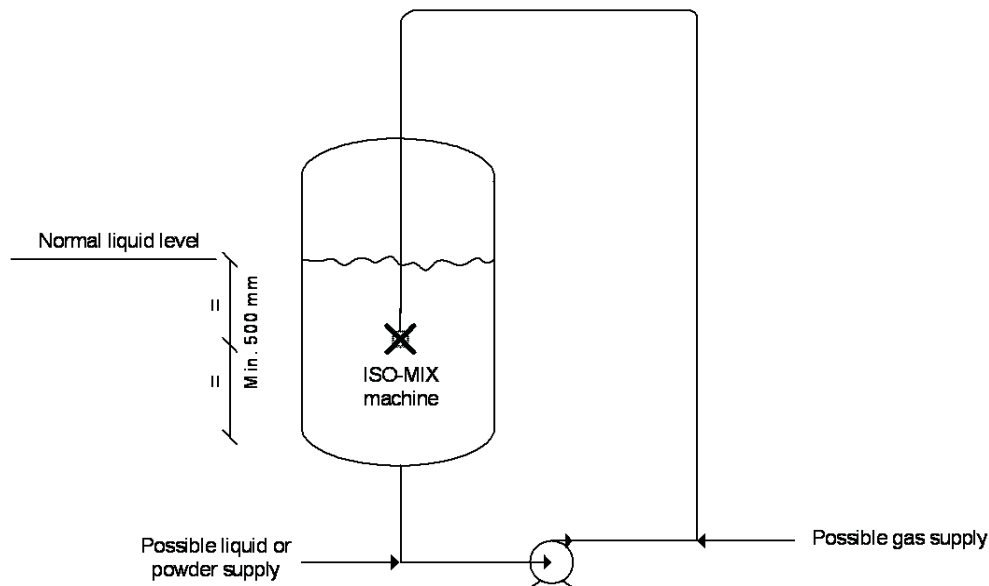 Normal liquid level
=
Min. 500 mm
=
ISO-MIX
machine
Possible liquid or
powder supply
Possible gas supply